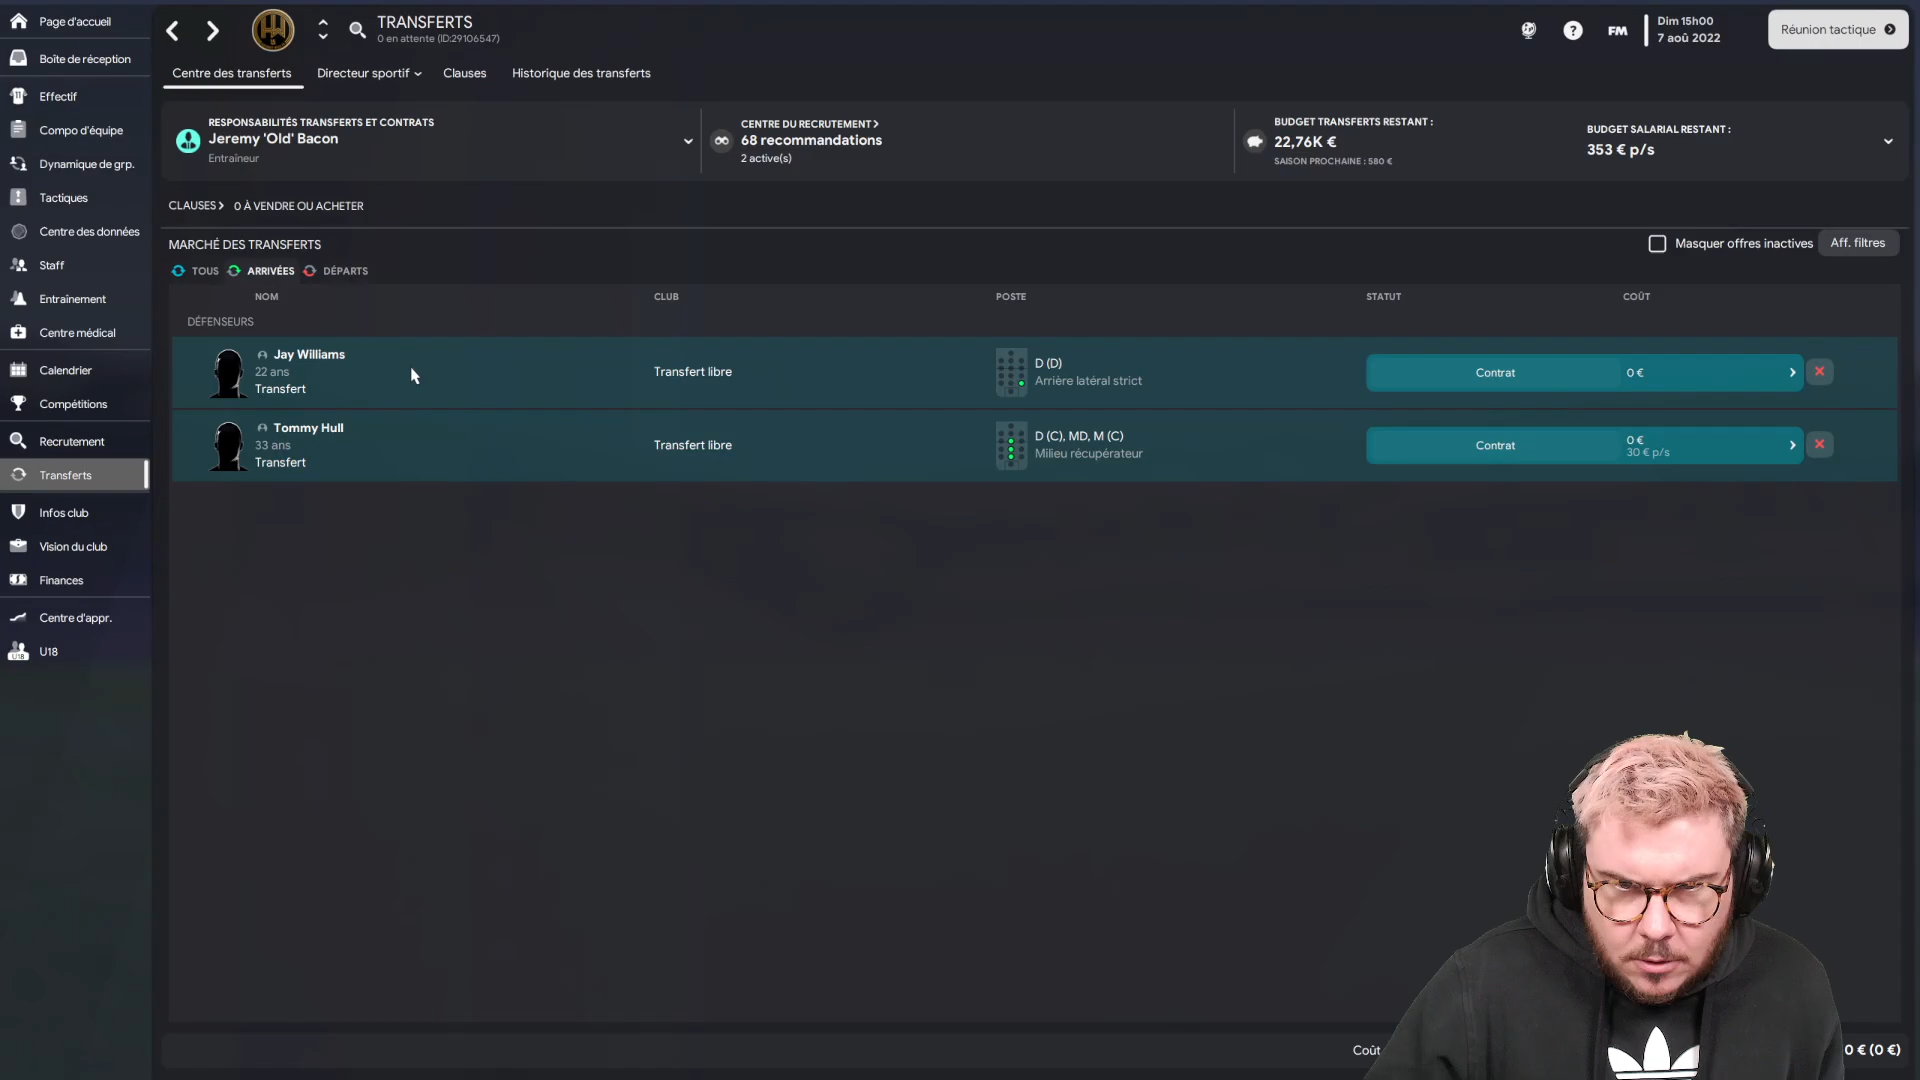 Page d'accueil
Boîte de réception
Effectif
Compo d'équipe
Dynamique de grp.
Tactiques
Centre des données
Staff
Entraînement
Centre médical
Calendrier
Compétitions
Recrutement
Transferts
Infos club
Vision du club
Finances
Centre d'appr.
U18
U18
TRANSFERTS
0 en attente (ID:29106547)
FM
Dim 15h00
7 aoû 2022
Réunion tactique
Centre des transferts
Directeur sportif
Clauses
Historique des transferts
RESPONSABILITÉS TRANSFERTS ET CONTRATS
Jeremy 'Old' Bacon
Entraîneur
CENTRE DU RECRUTEMENT >
68 recommandations
2 active(s)
BUDGET TRANSFERTS RESTANT :
22,76K €
SAISON PROCHAINE : 580 €
BUDGET SALARIAL RESTANT :
353 € p/s
CLAUSES > 0 À VENDRE OU ACHETER
MARCHÉ DES TRANSFERTS
Masquer offres inactives
Aff. filtres
TOUS ARRIVÉES DÉPARTS
NOM CLUB POSTE STATUT COÛT
DÉFENSEURS
Jay Williams
22 ans
Transfert
Transfert libre
D (D)
Arrière latéral strict
Contrat
0 €
Tommy Hull
33 ans
Transfert
Transfert libre
D (C), MD, M (C)
Milieu récupérateur
Contrat
0 €
30 € p/s
Coût
0 € (0 €)